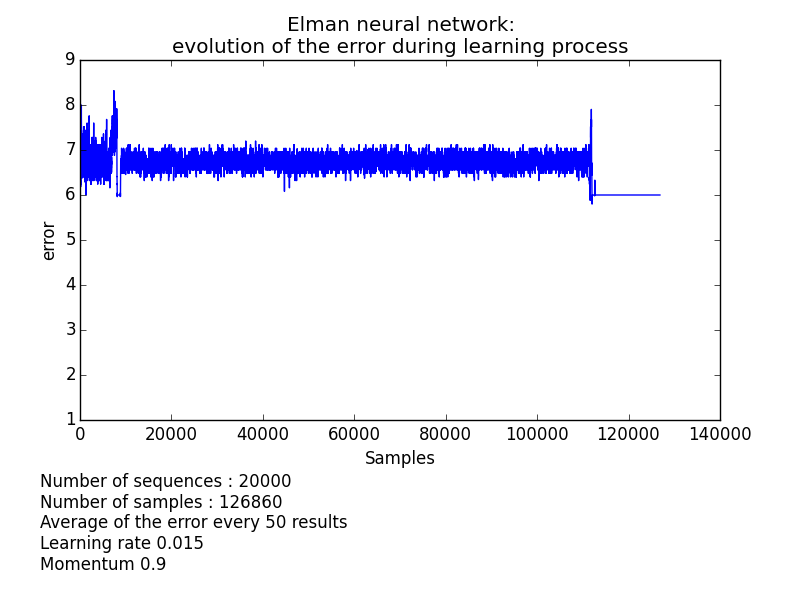 Elman neural network:
evolution of the error during learning process
9
8
7
6
5
4
3
2
1
error
0 20000 40000 60000 80000 100000 120000 140000
Samples
Number of sequences : 20000
Number of samples : 126860
Average of the error every 50 results
Learning rate 0.015
Momentum 0.9